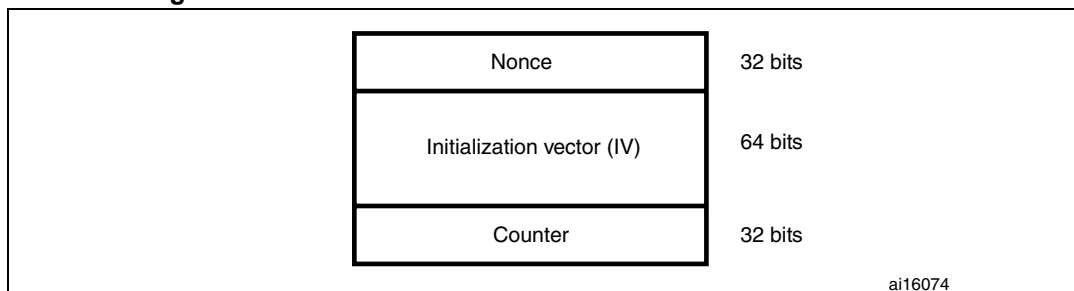 Nonce 32 bits
Initialization vector (IV) 64 bits
Counter 32 bits
ai16074